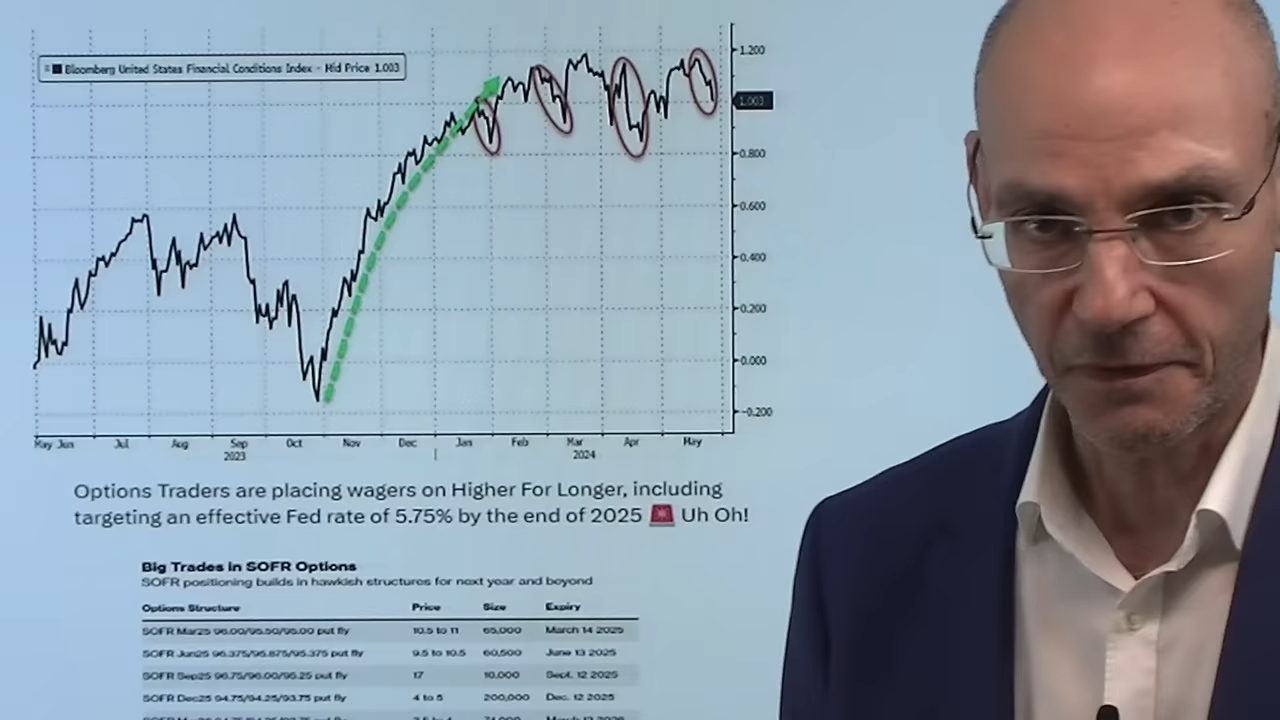 Bloomberg United States Financial Conditions Index - Mid Price 1.003
1.200
1.003
0.800
0.600
0.400
0.200
0.000
-0.200
May Jun Jul Aug Sep Oct Nov Dec Jan Feb Mar Apr May
2023 2024
Options Traders are placing wagers on Higher For Longer, including
targeting an effective Fed rate of 5.75% by the end of 2025 🚨 Uh Oh!
Big Trades in SOFR Options
SOFR positioning builds in hawkish structures for next year and beyond
Options Structure Price Size Expiry
SOFR Mar25 96.00/95.50/95.00 put fly 10.5 to 11 65,000 March 14 2025
SOFR Jun25 96.375/95.875/95.375 put fly 9.5 to 10.5 60,500 June 13 2025
SOFR Sep25 96.75/96.00/95.25 put fly 17 10,000 Sept. 12 2025
SOFR Dec25 94.75/94.25/93.75 put fly 4 to 5 200,000 Dec. 12 2025